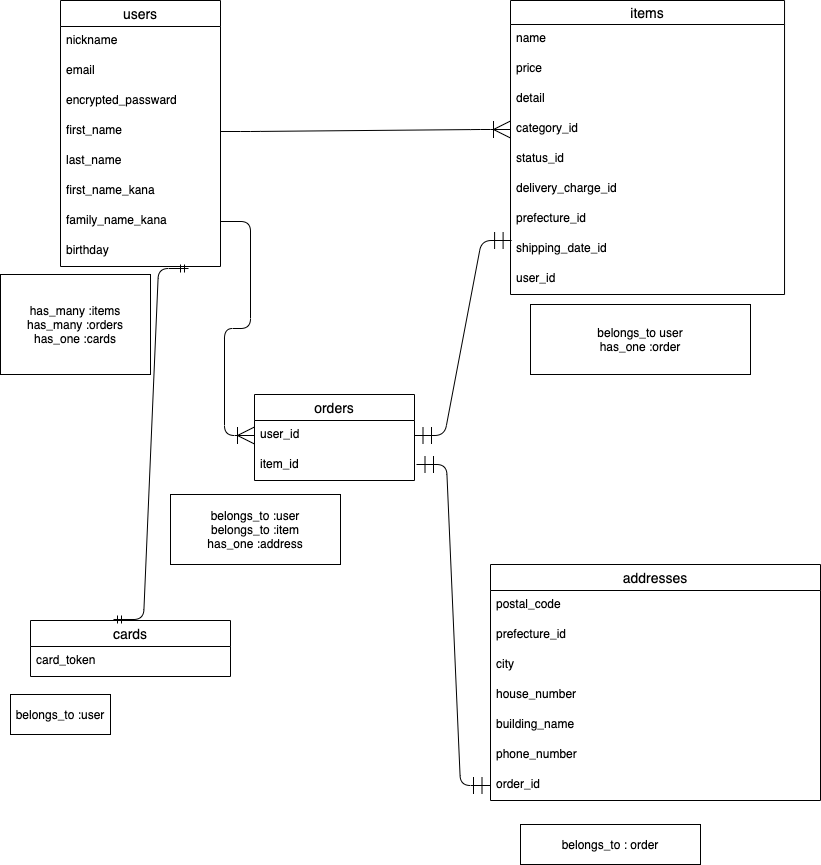 users
nickname
email
encrypted_passward
first_name
last_name
first_name_kana
family_name_kana
birthday
has_many :items
has_many :orders
has_one :cards
items
name
price
detail
category_id
status_id
delivery_charge_id
prefecture_id
shipping_date_id
user_id
belongs_to user
has_one :order
orders
user_id
item_id
belongs_to :user
belongs_to :item
has_one :address
cards
card_token
belongs_to :user
addresses
postal_code
prefecture_id
city
house_number
building_name
phone_number
order_id
belongs_to : order